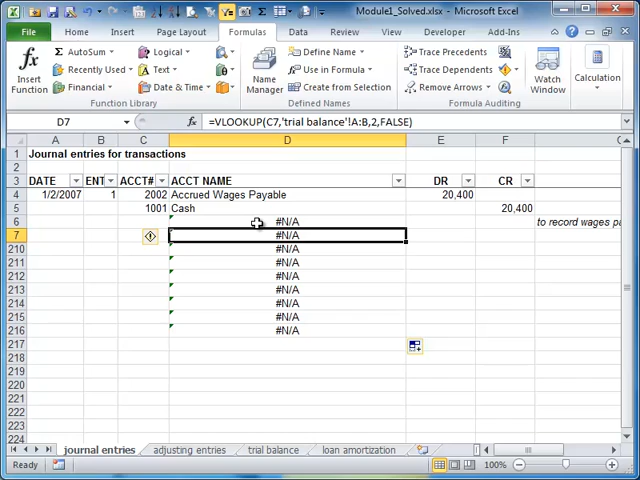 Module1_Solved.xlsx - Microsoft Excel
File Home Insert Page Layout Formulas Data Review View Developer Add-Ins
fx Insert Function
Σ AutoSum Logical
Recently Used Text
Financial Date & Time
Function Library
Name Manager
Define Name
Use in Formula
Create from Selection
Defined Names
Trace Precedents
Trace Dependents
Remove Arrows
Formula Auditing
Watch Window
Calculation
D7 fx =VLOOKUP(C7,'trial balance'!A:B,2,FALSE)
A B C D E F
1 Journal entries for transactions
2
3 DATE ENT ACCT# ACCT NAME DR CR
4 1/2/2007 1 2002 Accrued Wages Payable 20,400
5 1001 Cash 20,400
6 #N/A to record wages pa
7 #N/A
210 #N/A
211 #N/A
212 #N/A
213 #N/A
214 #N/A
215 #N/A
216 #N/A
217
218
219
220
221
222
223
224
journal entries adjusting entries trial balance loan amortization
Ready 100%